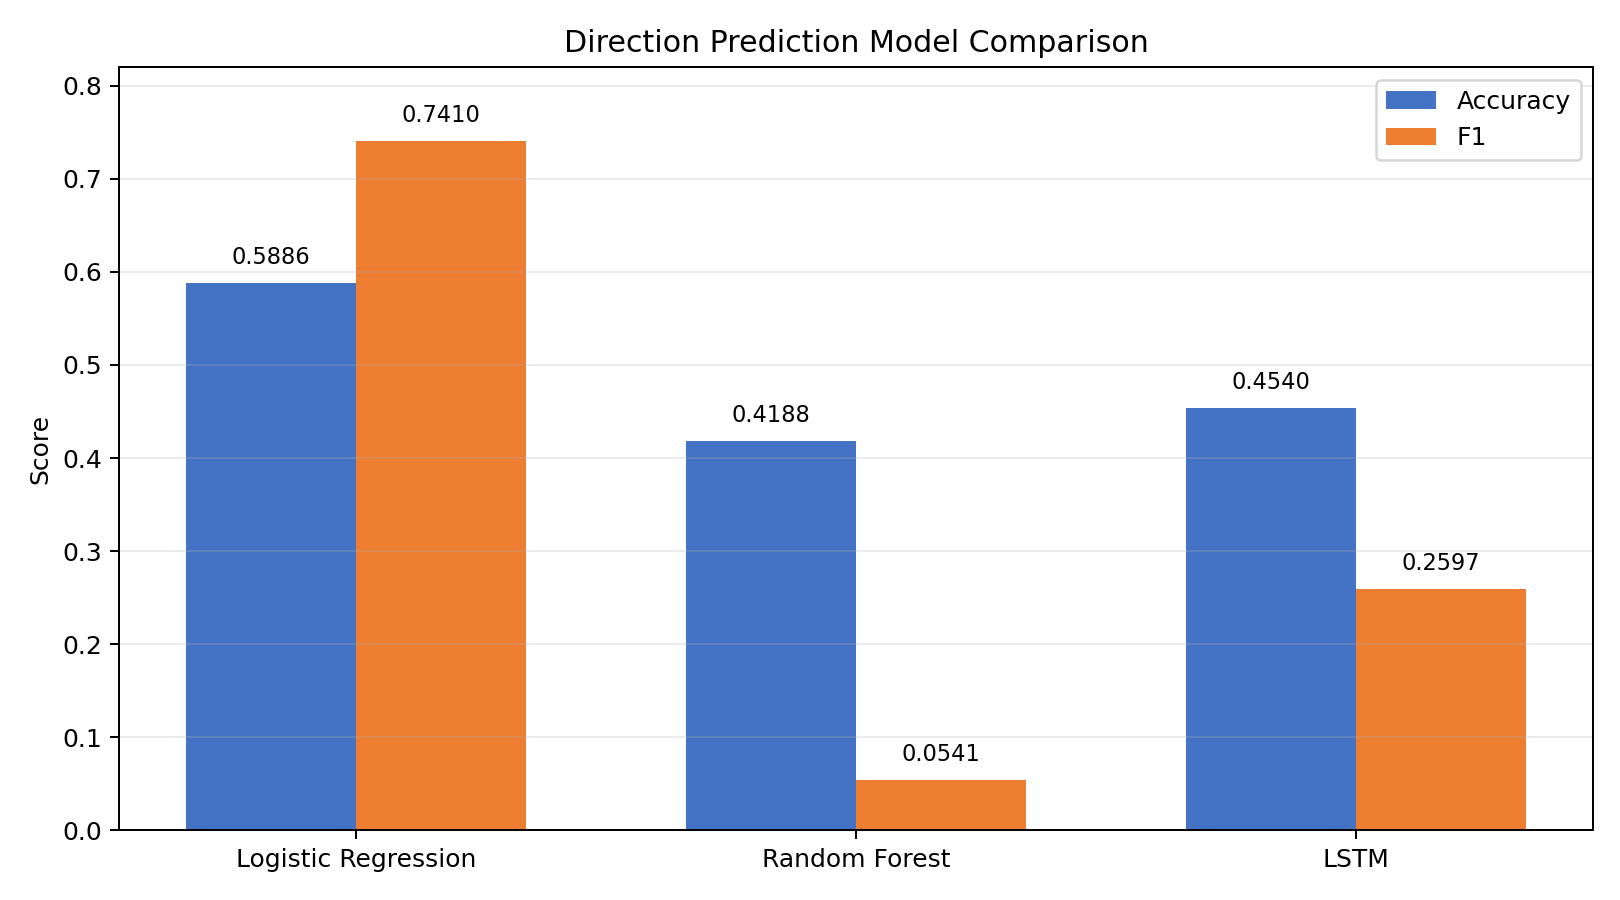 Direction Prediction Model Comparison
Accuracy
F1
Score
0.8
0.7
0.6
0.5
0.4
0.3
0.2
0.1
0.0
0.5886
0.7410
0.4188
0.0541
0.4540
0.2597
Logistic Regression
Random Forest
LSTM